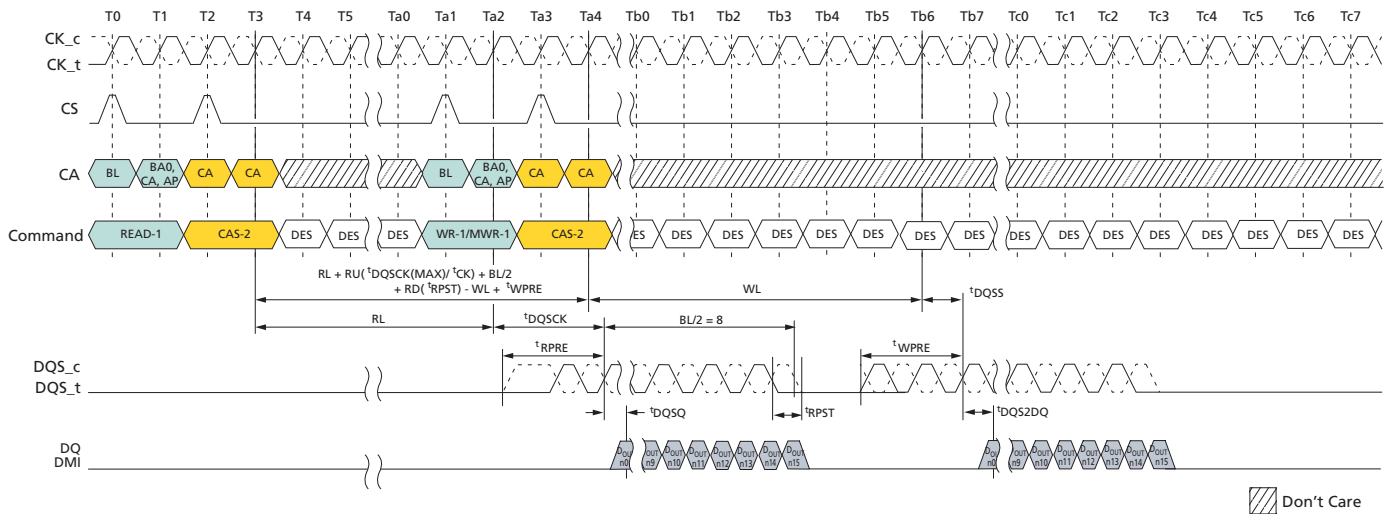 T0 T1 T2 T3 T4 T5 Ta0 Ta1 Ta2 Ta3 Ta4 Tb0 Tb1 Tb2 Tb3 Tb4 Tb5 Tb6 Tb7 Tc0 Tc1 Tc2 Tc3 Tc4 Tc5 Tc6 Tc7
CK_c
CK_t
CS
CA BL BA0, CA, AP CA CA BL BA0, CA, AP CA CA
Command READ-1 CAS-2 DES DES DES WR-1/MWR-1 CAS-2 DES DES DES DES DES DES DES DES DES DES DES DES DES DES DES DES
RL + RU( tDQSCK(MAX)/ tCK) + BL/2
+ RD( tRPST) - WL + tWPRE
WL
tDQSS
RL
tDQSCK
BL/2 = 8
tRPRE
tWPRE
DQS_c
DQS_t
tDQSQ
tRPST
tDQS2DQ
DQ
DMI
DOUT n0 DOUT n9 DOUT n10 DOUT n11 DOUT n12 DOUT n13 DOUT n14 DOUT n15
DOUT n0 DOUT n9 DOUT n10 DOUT n11 DOUT n12 DOUT n13 DOUT n14 DOUT n15
Don't Care